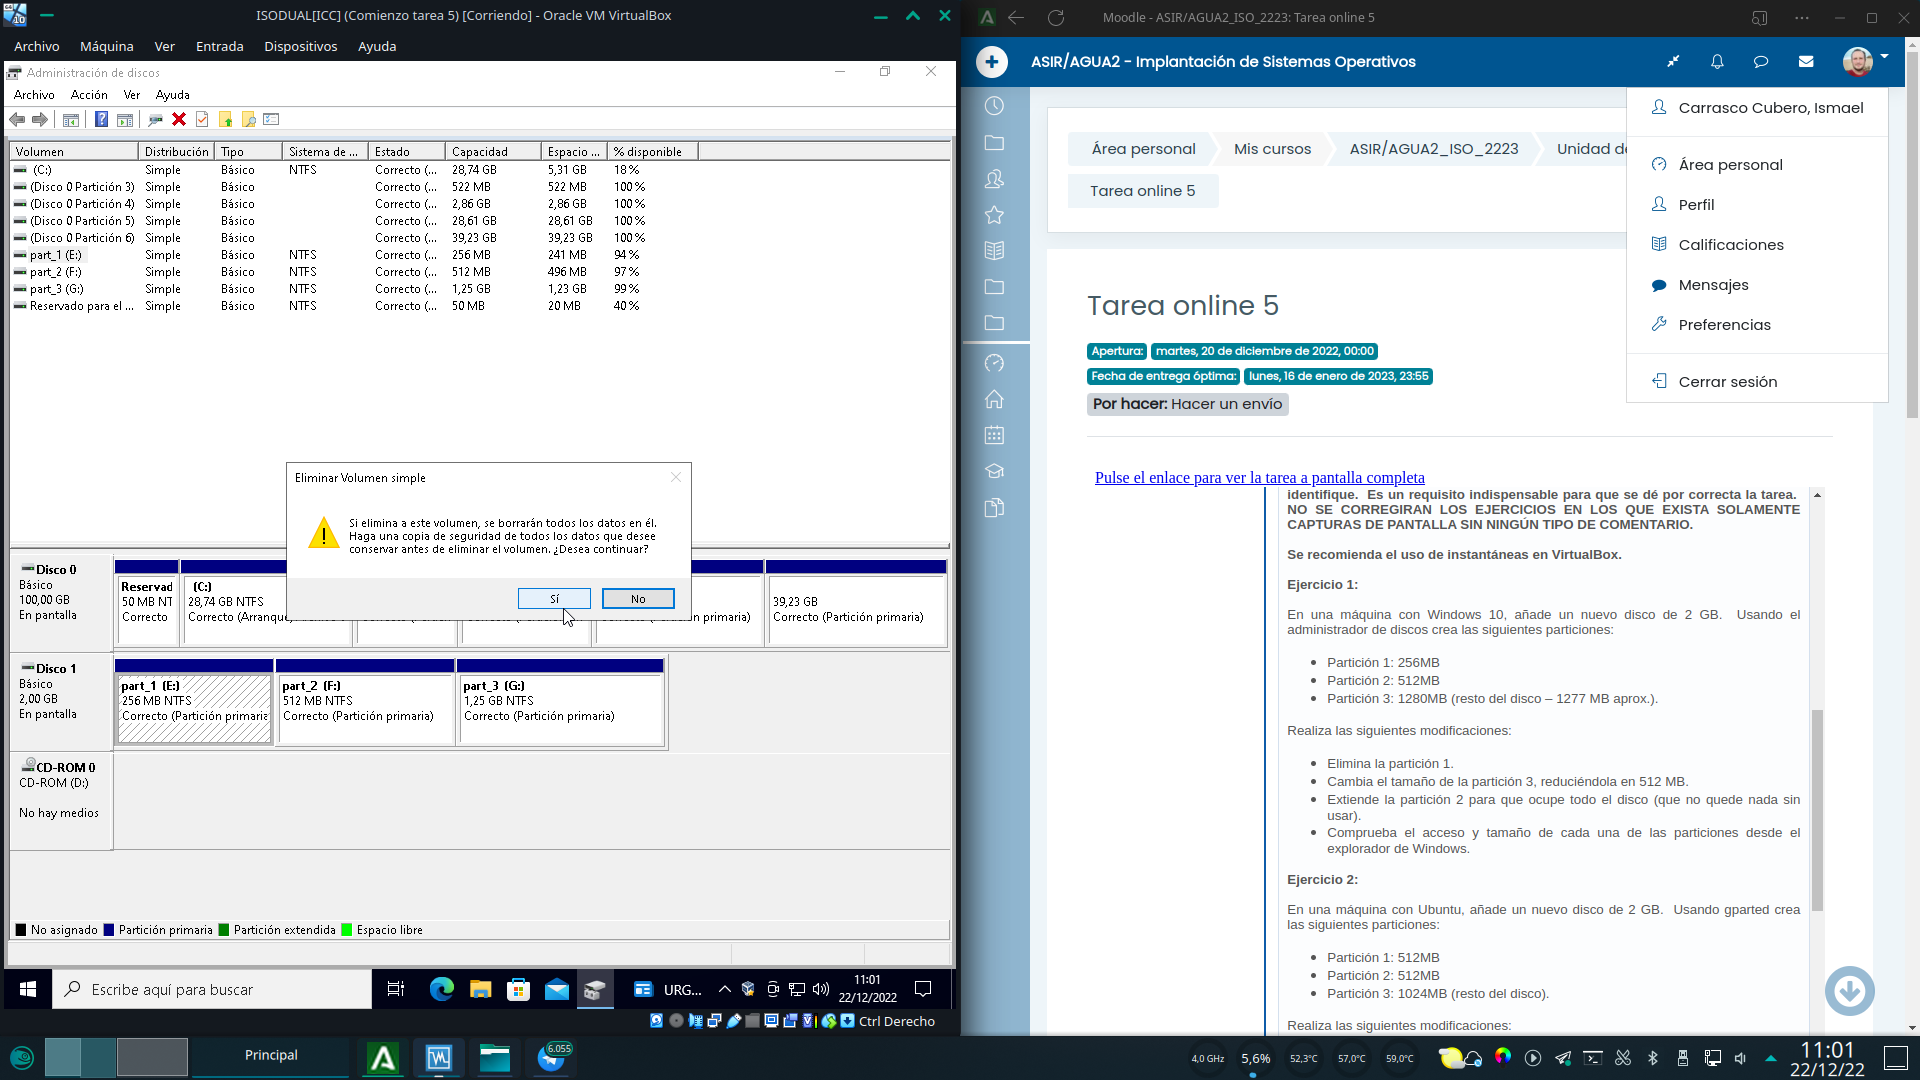 ISODUAL[ICC] (Comienzo tarea 5) [Corriendo] - Oracle VM VirtualBox
Archivo Máquina Ver Entrada Dispositivos Ayuda
Administración de discos
Archivo Acción Ver Ayuda
Volumen Distribución Tipo Sistema de ... Estado Capacidad Espacio ... % disponible
(C:) Simple Básico NTFS Correcto (... 28,74 GB 5,31 GB 18 %
(Disco 0 Partición 3) Simple Básico Correcto (... 522 MB 522 MB 100 %
(Disco 0 Partición 4) Simple Básico Correcto (... 2,86 GB 2,86 GB 100 %
(Disco 0 Partición 5) Simple Básico Correcto (... 28,61 GB 28,61 GB 100 %
(Disco 0 Partición 6) Simple Básico Correcto (... 39,23 GB 39,23 GB 100 %
part_1 (E:) Simple Básico NTFS Correcto (... 256 MB 241 MB 94 %
part_2 (F:) Simple Básico NTFS Correcto (... 512 MB 496 MB 97 %
part_3 (G:) Simple Básico NTFS Correcto (... 1,25 GB 1,23 GB 99 %
Reservado para el ... Simple Básico NTFS Correcto (... 50 MB 20 MB 40 %
Eliminar Volumen simple
Si elimina a este volumen, se borrarán todos los datos en él.
Haga una copia de seguridad de todos los datos que desee
conservar antes de eliminar el volumen. ¿Desea continuar?
Sí No
Disco 0
Básico
100,00 GB
En pantalla
Reservad
50 MB NT
Correcto
(C:)
28,74 GB NTFS
Correcto (Arranque
n primaria)
39,23 GB
Correcto (Partición primaria)
Disco 1
Básico
2,00 GB
En pantalla
part_1 (E:)
256 MB NTFS
Correcto (Partición primaria
part_2 (F:)
512 MB NTFS
Correcto (Partición primaria)
part_3 (G:)
1,25 GB NTFS
Correcto (Partición primaria)
CD-ROM 0
CD-ROM (D:)
No hay medios
No asignado Partición primaria Partición extendida Espacio libre
Escribe aquí para buscar
URG...
11:01
22/12/2022
Ctrl Derecho
Moodle - ASIR/AGUA2_ISO_2223: Tarea online 5
ASIR/AGUA2 - Implantación de Sistemas Operativos
Carrasco Cubero, Ismael
Área personal
Perfil
Calificaciones
Mensajes
Preferencias
Cerrar sesión
Área personal Mis cursos ASIR/AGUA2_ISO_2223 Unidad de
Tarea online 5
Tarea online 5
Apertura: martes, 20 de diciembre de 2022, 00:00
Fecha de entrega óptima: lunes, 16 de enero de 2023, 23:55
Por hacer: Hacer un envío
Pulse el enlace para ver la tarea a pantalla completa
identifique. Es un requisito indispensable para que se dé por correcta la tarea.
NO SE CORREGIRAN LOS EJERCICIOS EN LOS QUE EXISTA SOLAMENTE
CAPTURAS DE PANTALLA SIN NINGÚN TIPO DE COMENTARIO.
Se recomienda el uso de instantáneas en VirtualBox.
Ejercicio 1:
En una máquina con Windows 10, añade un nuevo disco de 2 GB. Usando el
administrador de discos crea las siguientes particiones:
• Partición 1: 256MB
• Partición 2: 512MB
• Partición 3: 1280MB (resto del disco – 1277 MB aprox.).
Realiza las siguientes modificaciones:
• Elimina la partición 1.
• Cambia el tamaño de la partición 3, reduciéndola en 512 MB.
• Extiende la partición 2 para que ocupe todo el disco (que no quede nada sin
usar).
• Comprueba el acceso y tamaño de cada una de las particiones desde el
explorador de Windows.
Ejercicio 2:
En una máquina con Ubuntu, añade un nuevo disco de 2 GB. Usando gparted crea
las siguientes particiones:
• Partición 1: 512MB
• Partición 2: 512MB
• Partición 3: 1024MB (resto del disco).
Realiza las siguientes modificaciones:
Principal
6.055
4,0 GHz 5,6% 52,3°C 57,0°C 59,0°C
11:01
22/12/22